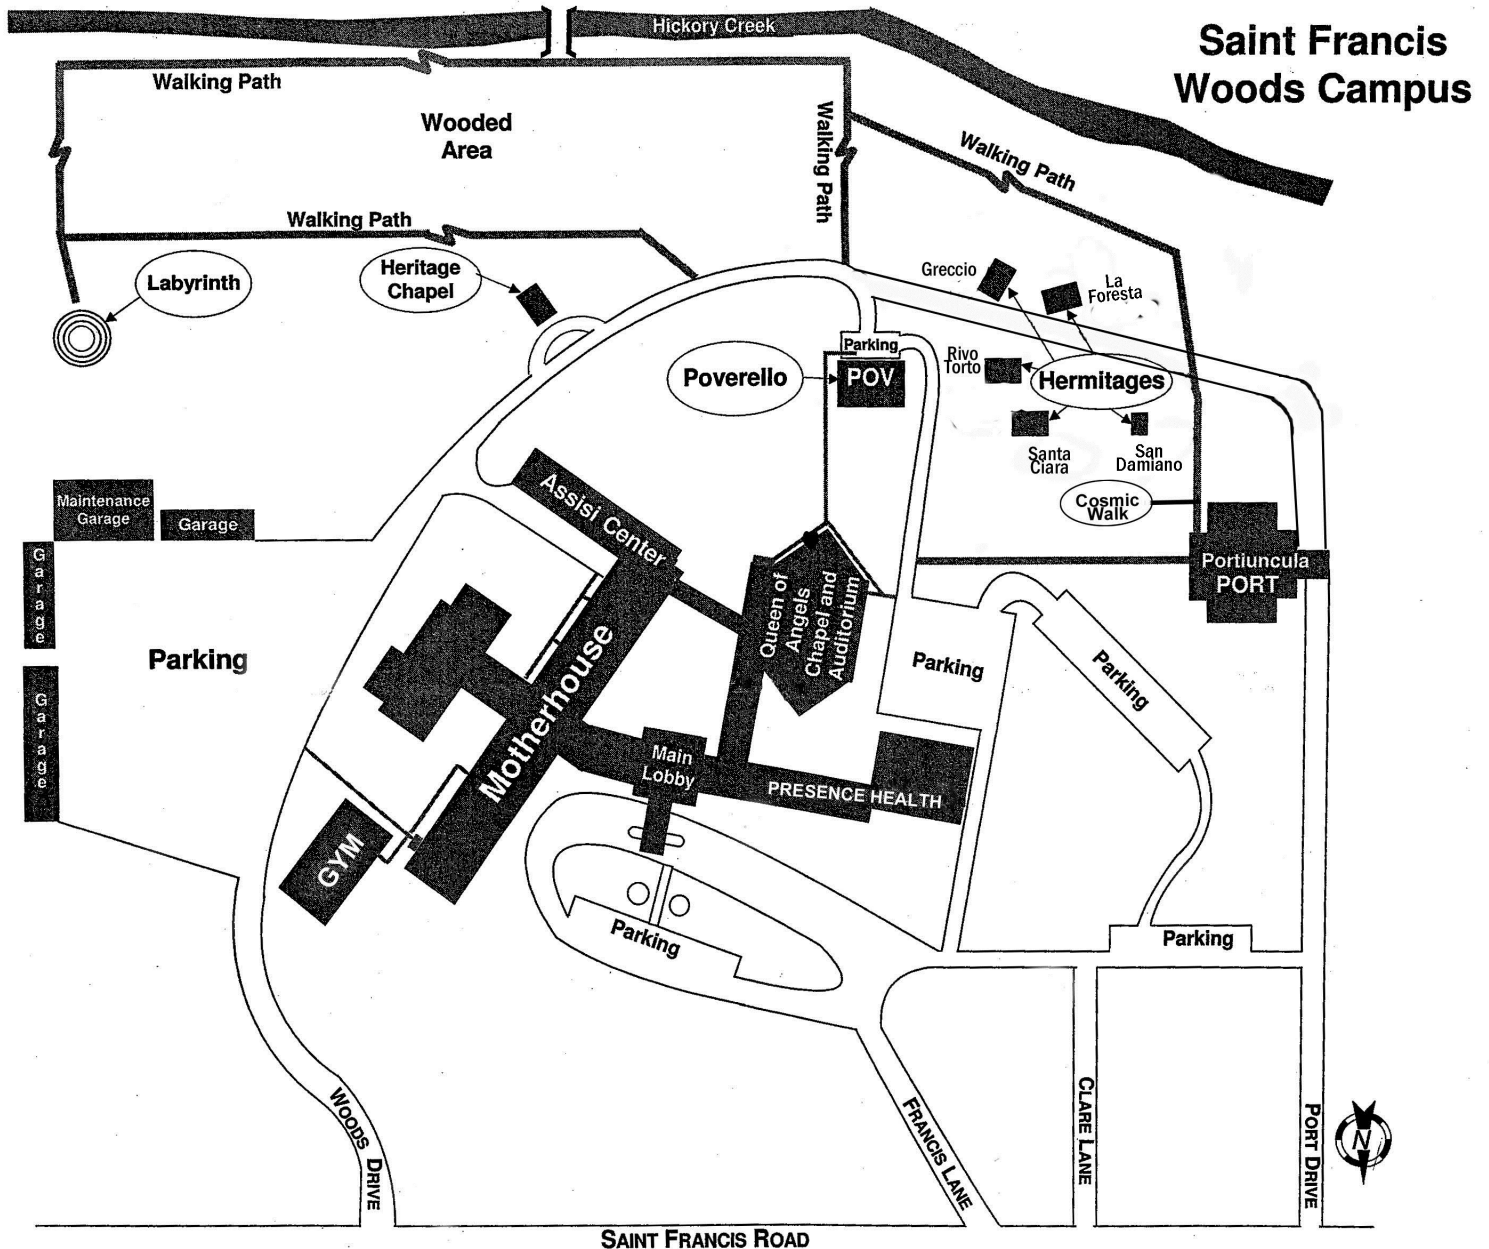 Hickory Creek
Saint Francis
Woods Campus
Walking Path
Wooded
Area
Walking Path
Walking Path
Walking Path
Labyrinth
Heritage
Chapel
Greccio
La
Foresta
Parking
Rivo
Torto
Poverello
POV
Hermitages
Santa
Clara
San
Damiano
Cosmic
Walk
Maintenance
Garage
Garage
Assisi Center
Garage
Portiuncula
PORT
Queen of
Angels
Chapel and
Auditorium
Parking
Motherhouse
Parking
Parking
Garage
Main
Lobby
PRESENCE HEALTH
GYM
Parking
Parking
WOODS DRIVE
FRANCIS LANE
CLARE LANE
PORT DRIVE
N
SAINT FRANCIS ROAD